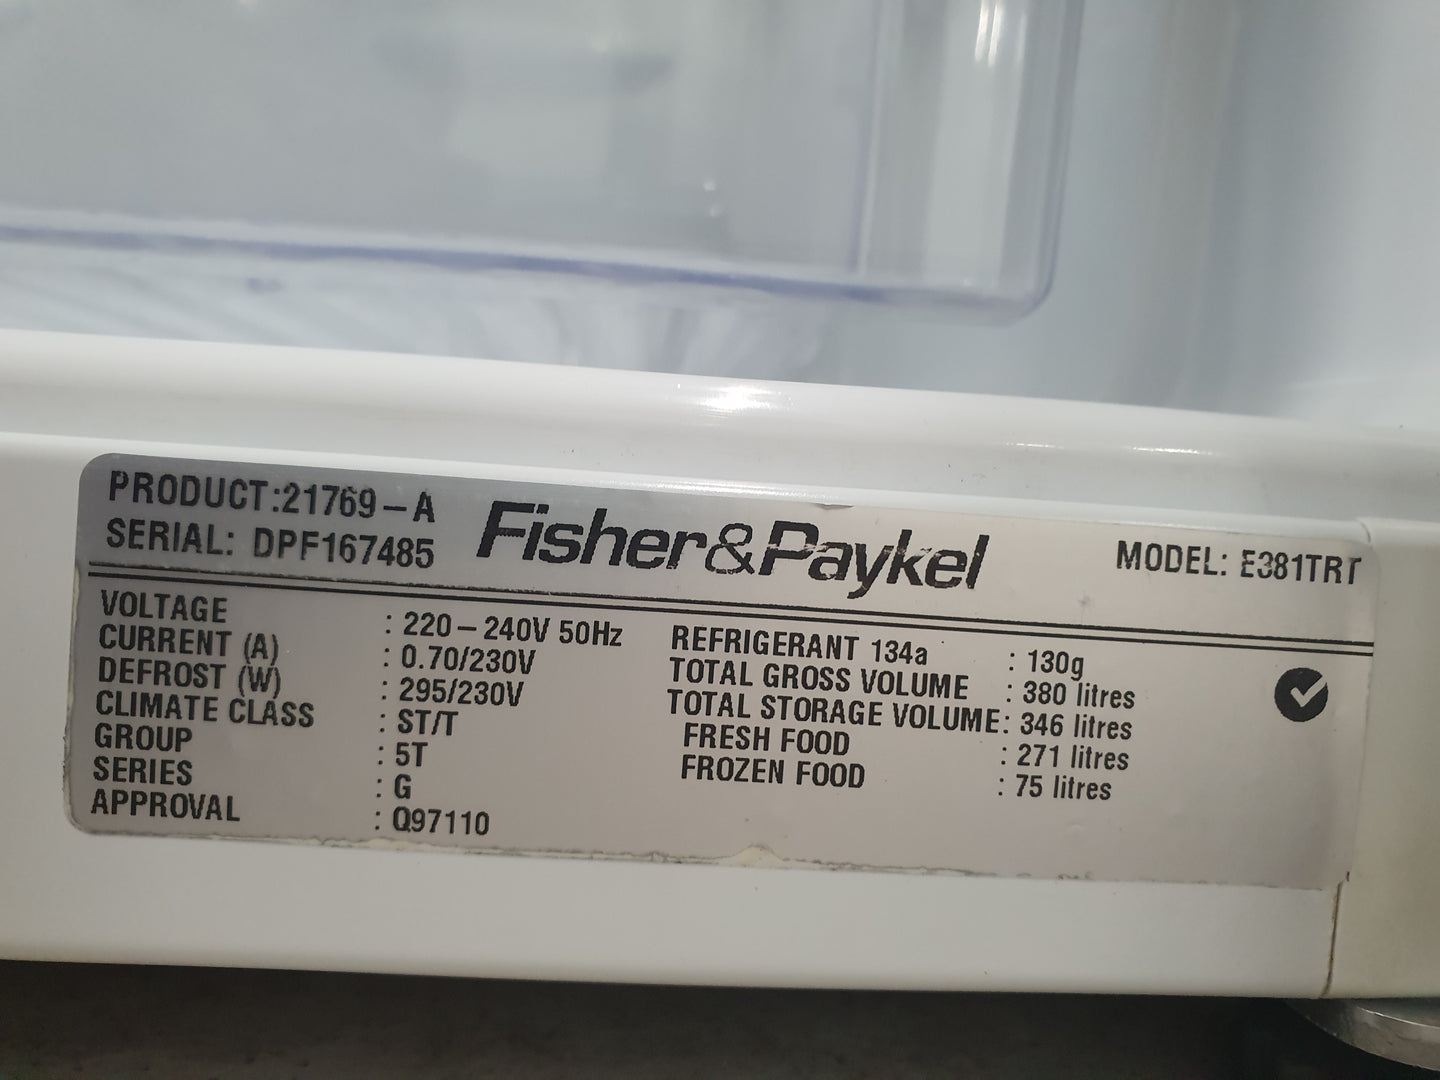 PRODUCT:21769-A
SERIAL: DPF167485
Fisher&Paykel
MODEL: E381TRT
VOLTAGE : 220-240V 50Hz
CURRENT (A) : 0.70/230V
DEFROST (W) : 295/230V
CLIMATE CLASS : ST/T
GROUP : 5T
SERIES : G
APPROVAL : Q97110
REFRIGERANT 134a : 130g
TOTAL GROSS VOLUME : 380 litres
TOTAL STORAGE VOLUME: 346 litres
FRESH FOOD : 271 litres
FROZEN FOOD : 75 litres